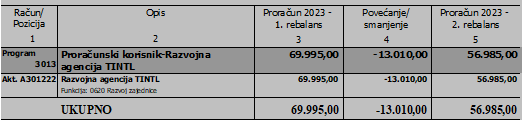 Račun/ Opis Proračun 2023 - Povećanje/ Proračun 2023 -
Pozicija 1. rebalans smanjenje 2. rebalans
1 2 3 4 5
Program Proračunski korisnik-Razvojna 69.995,00 -13.010,00 56.985,00
3013 agencija TINTL
Akt. A301222 Razvojna agencija TINTL 69.995,00 -13.010,00 56.985,00
Funkcija: 0620 Razvoj zajednice
UKUPNO 69.995,00 -13.010,00 56.985,00